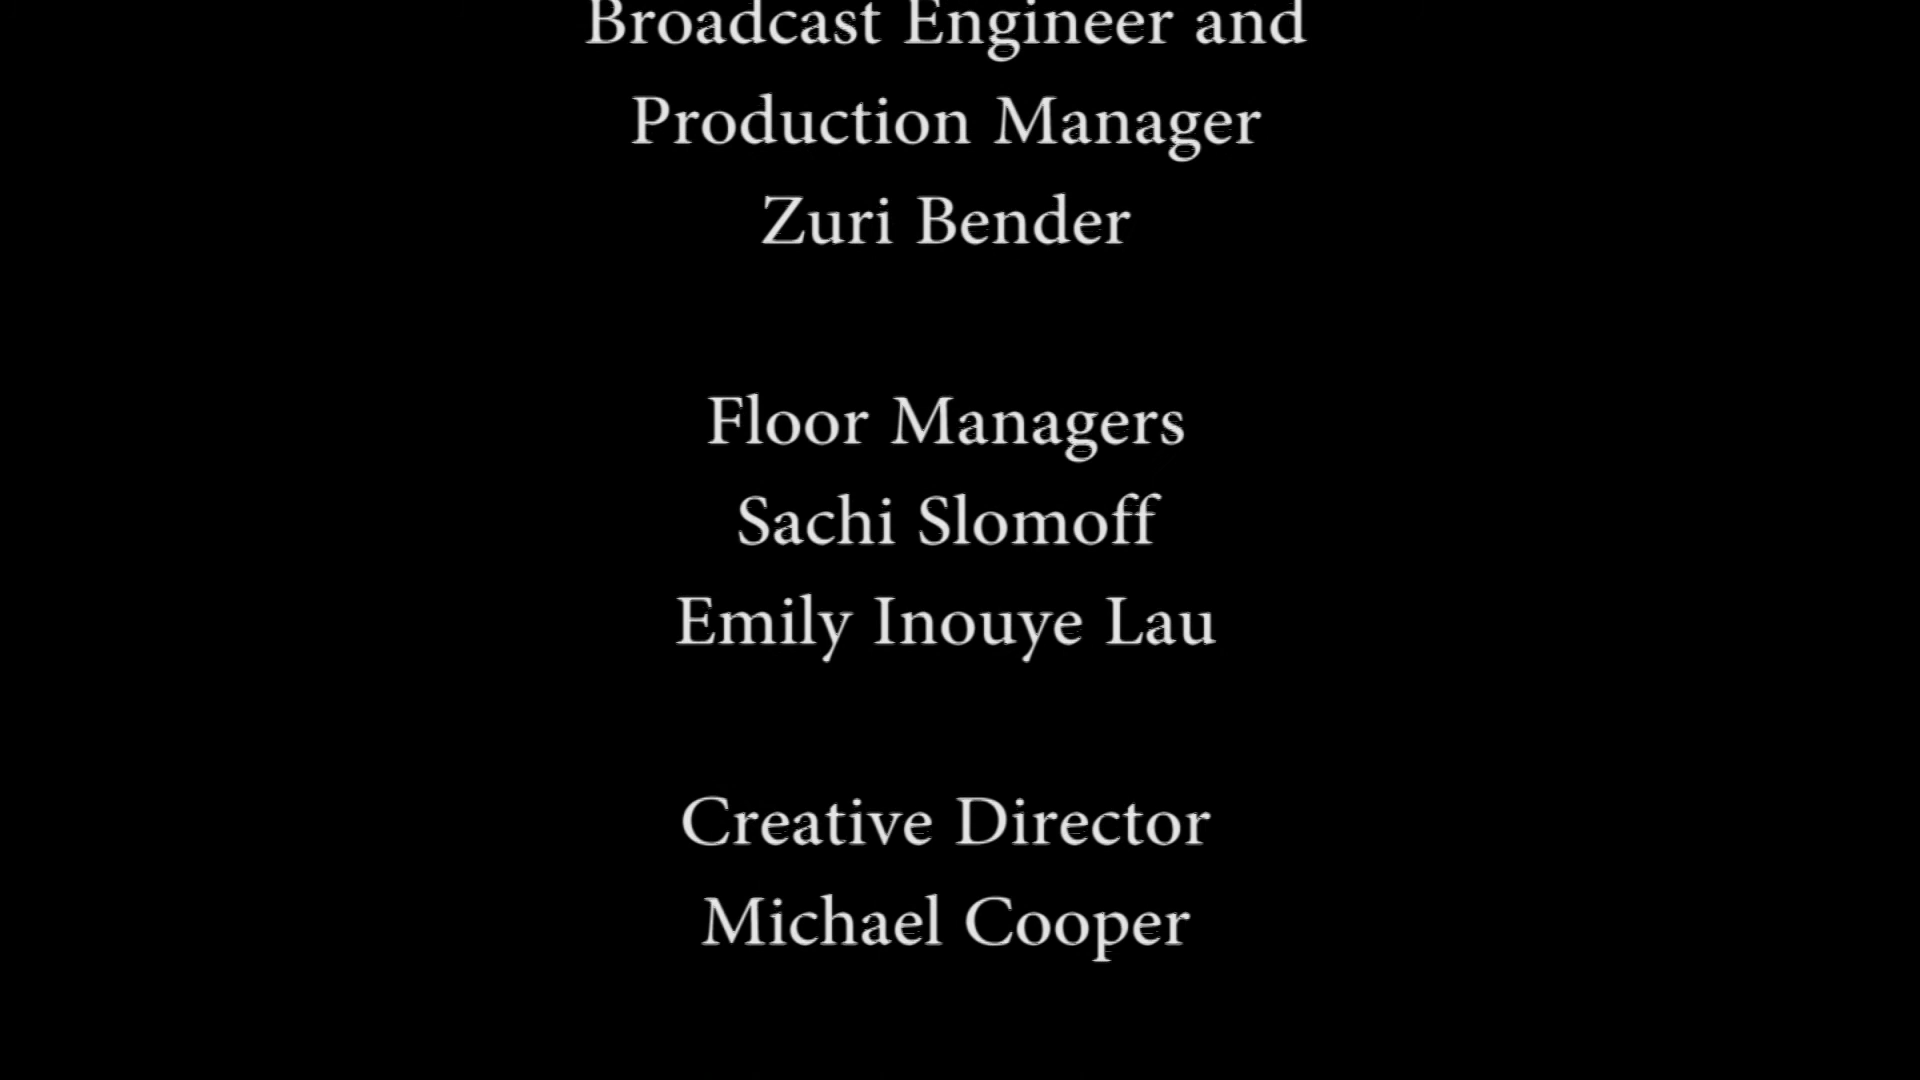 Broadcast Engineer and
Production Manager
Zuri Bender
Floor Managers
Sachi Slomoff
Emily Inouye Lau
Creative Director
Michael Cooper